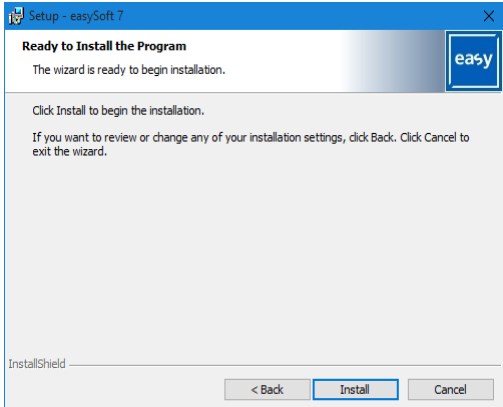 Setup - easySoft 7
Ready to Install the Program
The wizard is ready to begin installation.
easy
Click Install to begin the installation.
If you want to review or change any of your installation settings, click Back. Click Cancel to
exit the wizard.
InstallShield
< Back Install Cancel